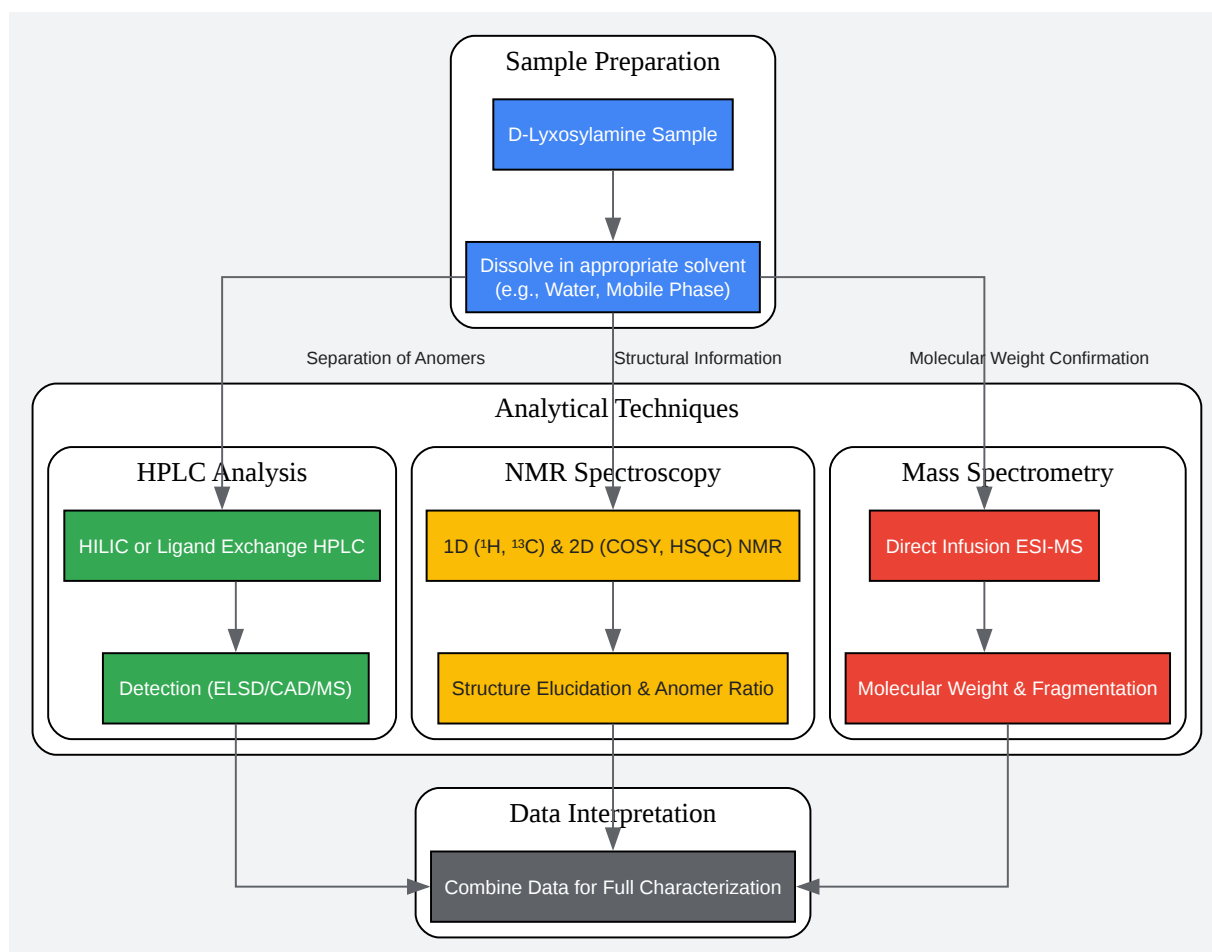 Sample Preparation
D-Lyxosylamine Sample
Dissolve in appropriate solvent
(e.g., Water, Mobile Phase)
Separation of Anomers
Structural Information
Molecular Weight Confirmation
Analytical Techniques
HPLC Analysis
NMR Spectroscopy
Mass Spectrometry
HILIC or Ligand Exchange HPLC
1D (¹H, ¹³C) & 2D (COSY, HSQC) NMR
Direct Infusion ESI-MS
Detection (ELSD/CAD/MS)
Structure Elucidation & Anomer Ratio
Molecular Weight & Fragmentation
Data Interpretation
Combine Data for Full Characterization